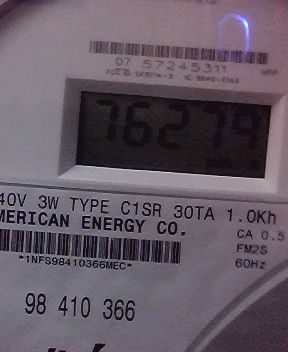 07 57245311
76279
40V 3W TYPE C1SR 30TA 1.0Kh
MERICAN ENERGY CO.
CA 0.5
FM2S
60Hz
*1NFS98410366MEC*
98 410 366